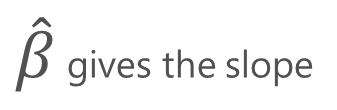 β̂ gives the slope